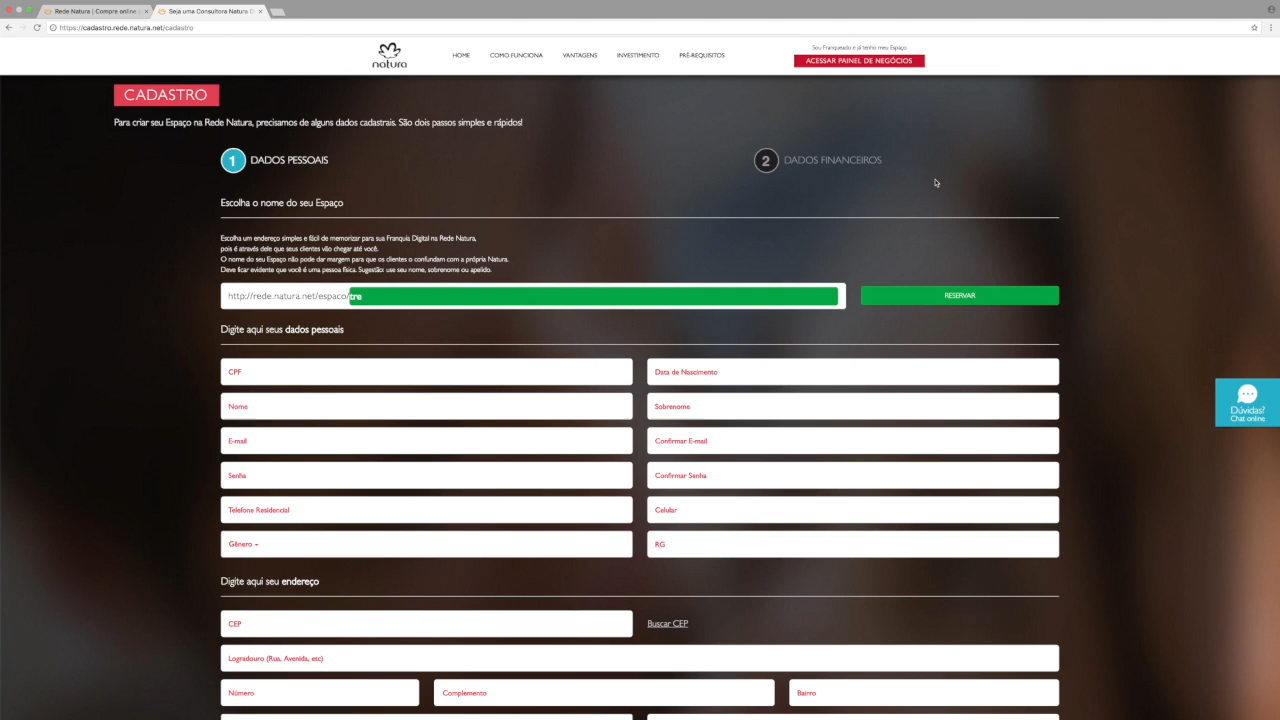 Rede Natura | Compre online
Seja uma Consultora Natura D
https://cadastro.rede.natura.net/cadastro
natura
HOME
COMO FUNCIONA
VANTAGENS
INVESTIMENTO
PRÉ-REQUISITOS
Sou Franqueado e já tenho meu Espaço
ACESSAR PAINEL DE NEGÓCIOS
CADASTRO
Para criar seu Espaço na Rede Natura, precisamos de alguns dados cadastrais. São dois passos simples e rápidos!
1 DADOS PESSOAIS
2 DADOS FINANCEIROS
Escolha o nome do seu Espaço
Escolha um endereço simples e fácil de memorizar para sua Franquia Digital na Rede Natura,
pois é através dele que seus clientes vão chegar até você.
O nome do seu Espaço não pode dar margem para que os clientes o confundam com a própria Natura.
Deve ficar evidente que você é uma pessoa física. Sugestão: use seu nome, sobrenome ou apelido.
http://rede.natura.net/espaco/tre
RESERVAR
Digite aqui seus dados pessoais
CPF
Data de Nascimento
Nome
Sobrenome
E-mail
Confirmar E-mail
Senha
Confirmar Senha
Telefone Residencial
Celular
Gênero
RG
Dúvidas?
Chat online
Digite aqui seu endereço
CEP
Buscar CEP
Logradouro (Rua, Avenida, etc)
Número
Complemento
Bairro